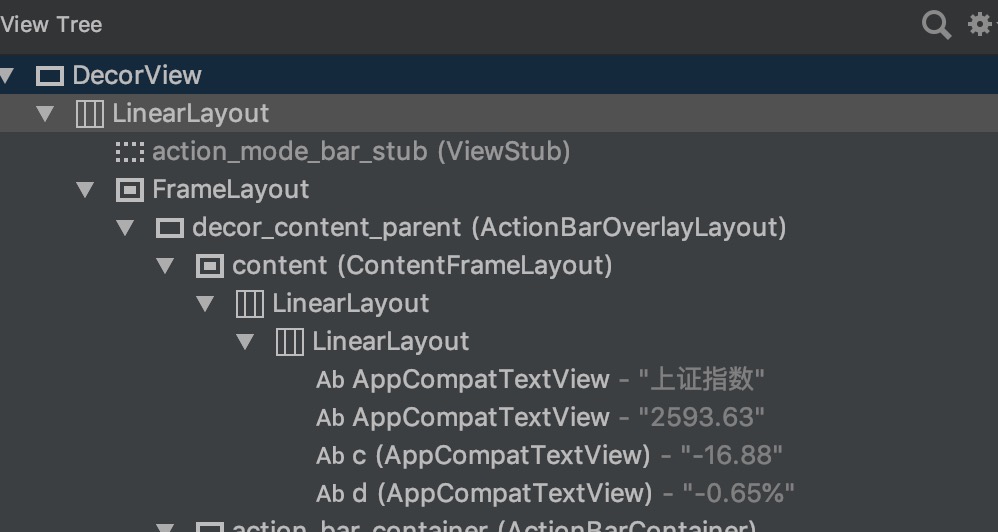 View Tree
DecorView
LinearLayout
action_mode_bar_stub (ViewStub)
FrameLayout
decor_content_parent (ActionBarOverlayLayout)
content (ContentFrameLayout)
LinearLayout
LinearLayout
Ab AppCompatTextView - "上证指数"
Ab AppCompatTextView - "2593.63"
Ab c (AppCompatTextView) - "-16.88"
Ab d (AppCompatTextView) - "-0.65%"
action_bar_container (ActionBarContainer)